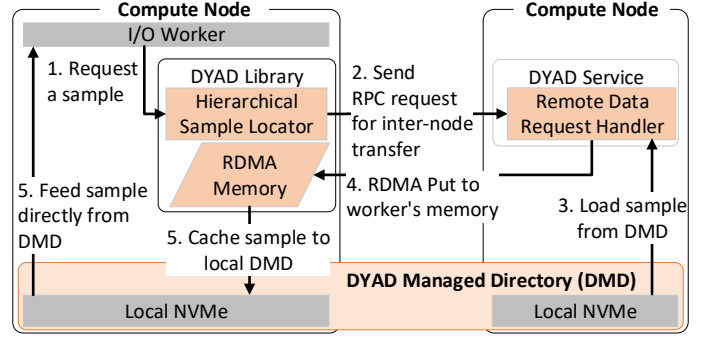 Compute Node
I/O Worker
1. Request
a sample
DYAD Library
Hierarchical
Sample Locator
RDMA
Memory
2. Send
RPC request
for inter-node
transfer
Compute Node
DYAD Service
Remote Data
Request Handler
4. RDMA Put to
worker's memory
3. Load sample
from DMD
5. Feed sample
directly from
DMD
5. Cache sample to
local DMD
DYAD Managed Directory (DMD)
Local NVMe
Local NVMe